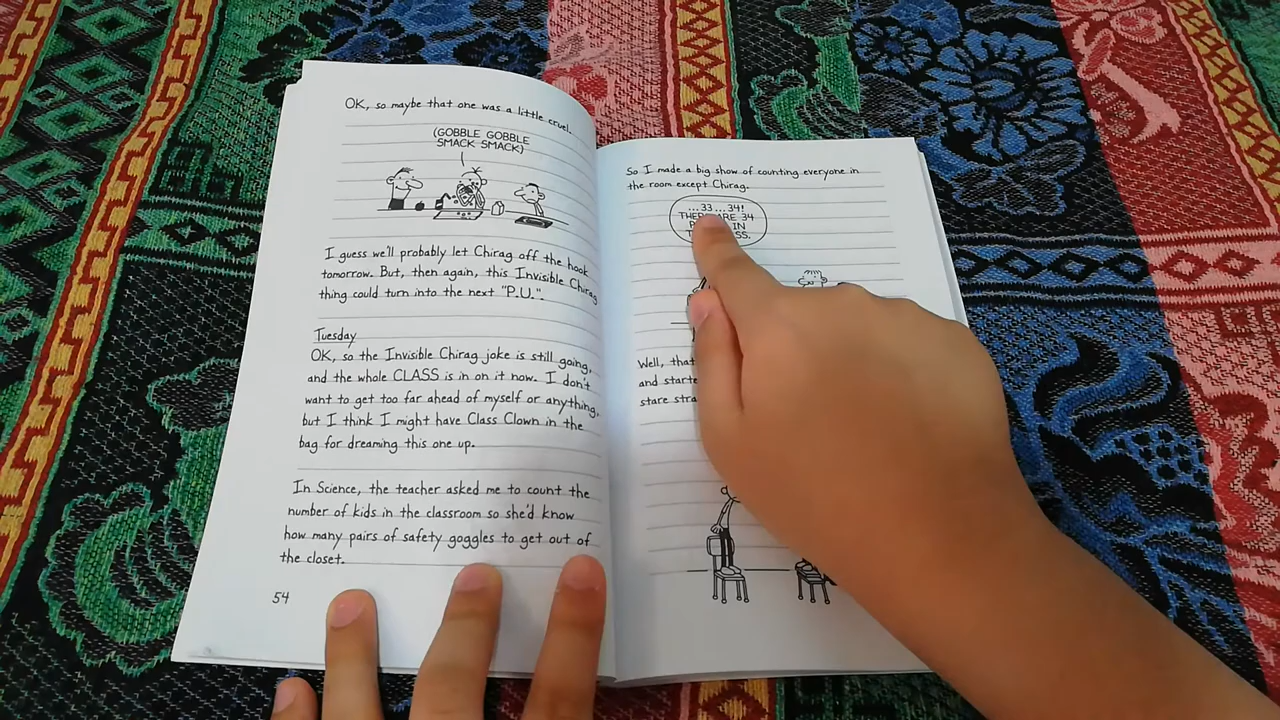 OK, so maybe that one was a little cruel.
(GOBBLE GOBBLE
SMACK SMACK)
I guess we'll probably let Chirag off the hook
tomorrow. But, then again, this Invisible Chirag
thing could turn into the next "P.U.".
Tuesday
OK, so the Invisible Chirag joke is still going,
and the whole CLASS is in on it now. I don't
want to get too far ahead of myself or anything,
but I think I might have Class Clown in the
bag for dreaming this one up.
In Science, the teacher asked me to count the
number of kids in the classroom so she'd know
how many pairs of safety goggles to get out of
the closet.
54
So I made a big show of counting everyone in
the room except Chirag.
...33...34!
ARE 34
IN
Well, that
and starte
stare stra